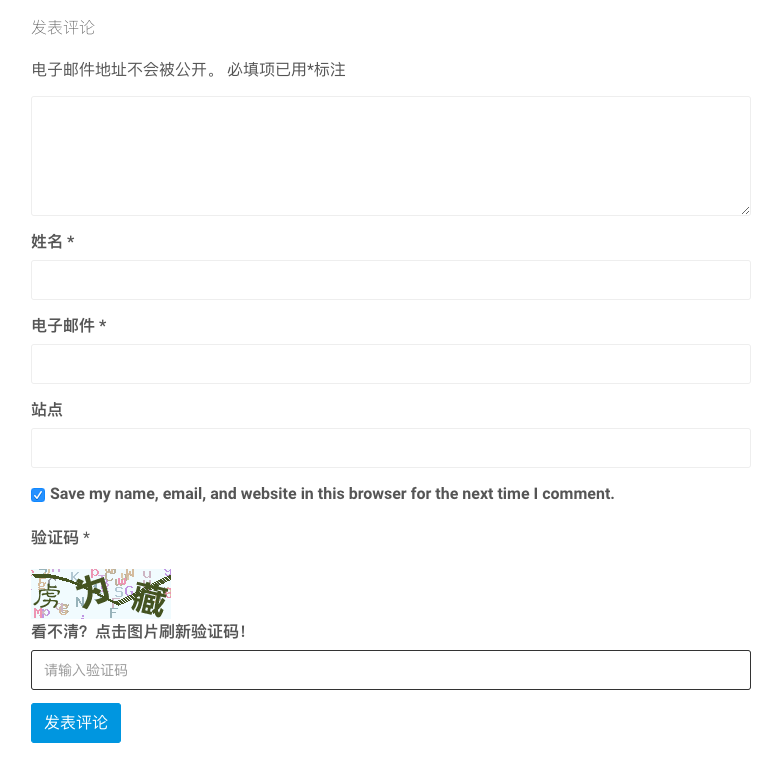 发表评论
电子邮件地址不会被公开。 必填项已用*标注
姓名 *
电子邮件 *
站点
Save my name, email, and website in this browser for the next time I comment.
验证码 *
看不清？点击图片刷新验证码！
请输入验证码
发表评论